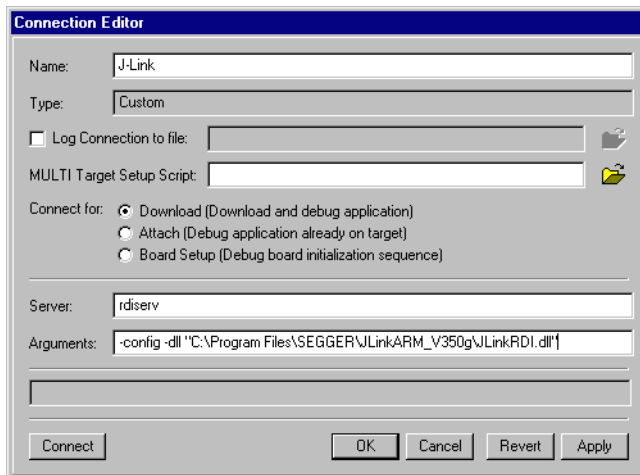 Connection Editor
Name: J-Link
Type: Custom
Log Connection to file:
MULTI Target Setup Script:
Connect for: Download (Download and debug application)
Attach (Debug application already on target)
Board Setup (Debug board initialization sequence)
Server: rdiserv
Arguments: -config -dll "C:\Program Files\SEGGER\JLinkARM_V350g\JLinkRDI.dll"
Connect OK Cancel Revert Apply